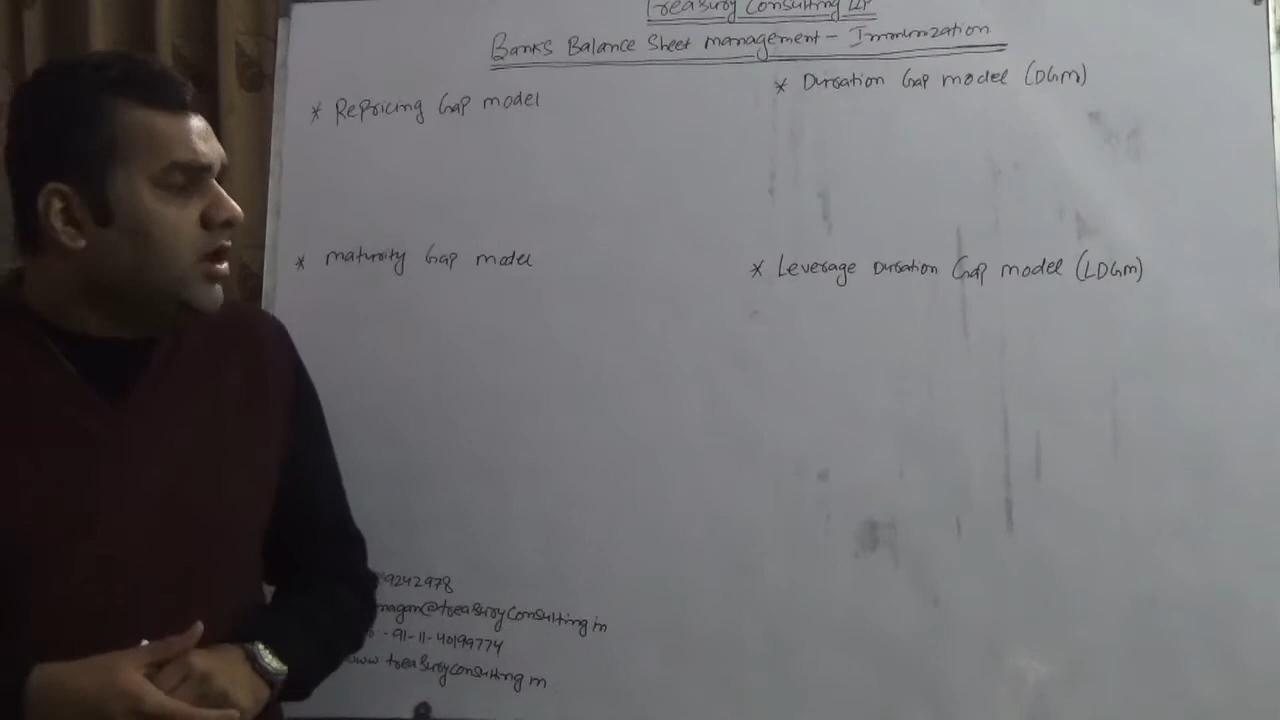 Treasury Consulting LLP
Banks Balance Sheet management - Immunization
* Repricing Gap model
* Duration Gap model (DGM)
* maturity Gap model
* Leverage Duration Gap model (LDGM)
9242978
magan@treasuryconsulting.in
- 91-11-40199774
www treasuryconsulting in